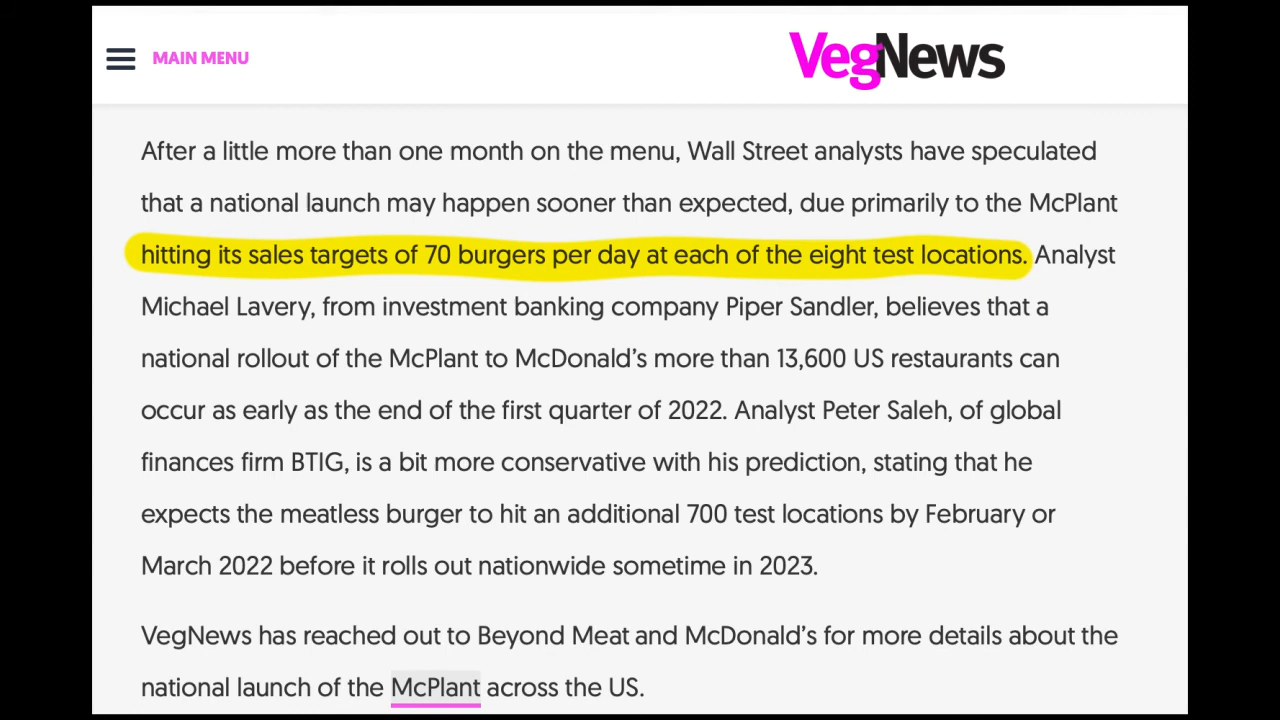 MAIN MENU
VegNews
After a little more than one month on the menu, Wall Street analysts have speculated
that a national launch may happen sooner than expected, due primarily to the McPlant
hitting its sales targets of 70 burgers per day at each of the eight test locations. Analyst
Michael Lavery, from investment banking company Piper Sandler, believes that a
national rollout of the McPlant to McDonald’s more than 13,600 US restaurants can
occur as early as the end of the first quarter of 2022. Analyst Peter Saleh, of global
finances firm BTIG, is a bit more conservative with his prediction, stating that he
expects the meatless burger to hit an additional 700 test locations by February or
March 2022 before it rolls out nationwide sometime in 2023.
VegNews has reached out to Beyond Meat and McDonald’s for more details about the
national launch of the McPlant across the US.